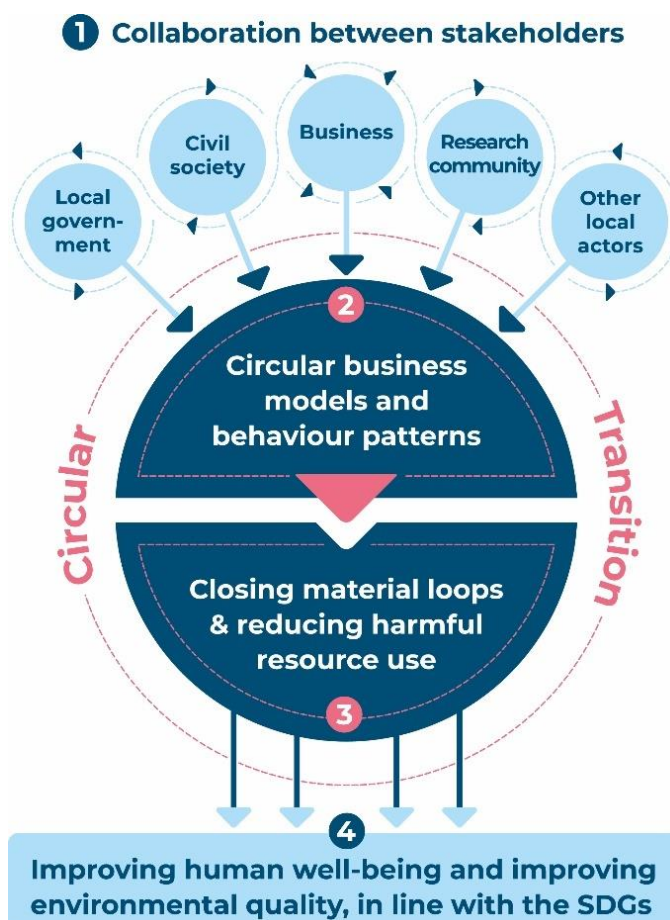 1 Collaboration between stakeholders
Local
govern-
ment
Civil
society
Business
Research
community
Other
local
actors
2
Circular business
models and
behaviour patterns
Circular
Transition
Closing material loops
& reducing harmful
resource use
3
4
Improving human well-being and improving
environmental quality, in line with the SDGs